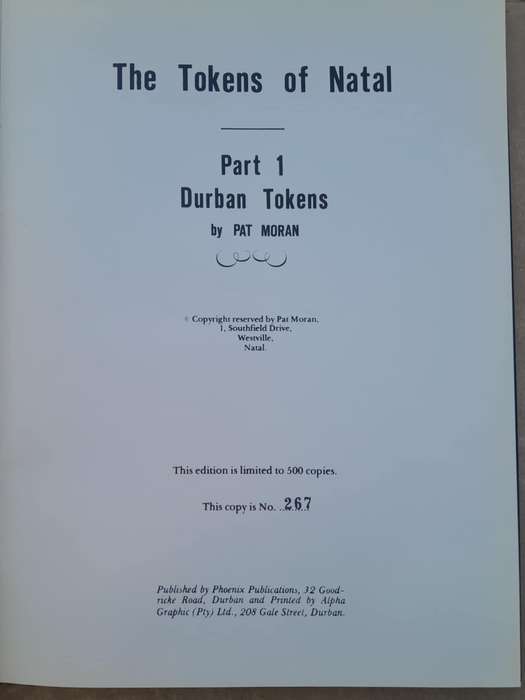 The Tokens of Natal
Part 1
Durban Tokens
by PAT MORAN
© Copyright reserved by Pat Moran,
1, Southfield Drive,
Westville,
Natal.
This edition is limited to 500 copies.
This copy is No. ..267
Published by Phoenix Publications, 32 Good-
ricke Road, Durban and Printed by Alpha
Graphic (Pty) Ltd., 208 Gale Street, Durban.